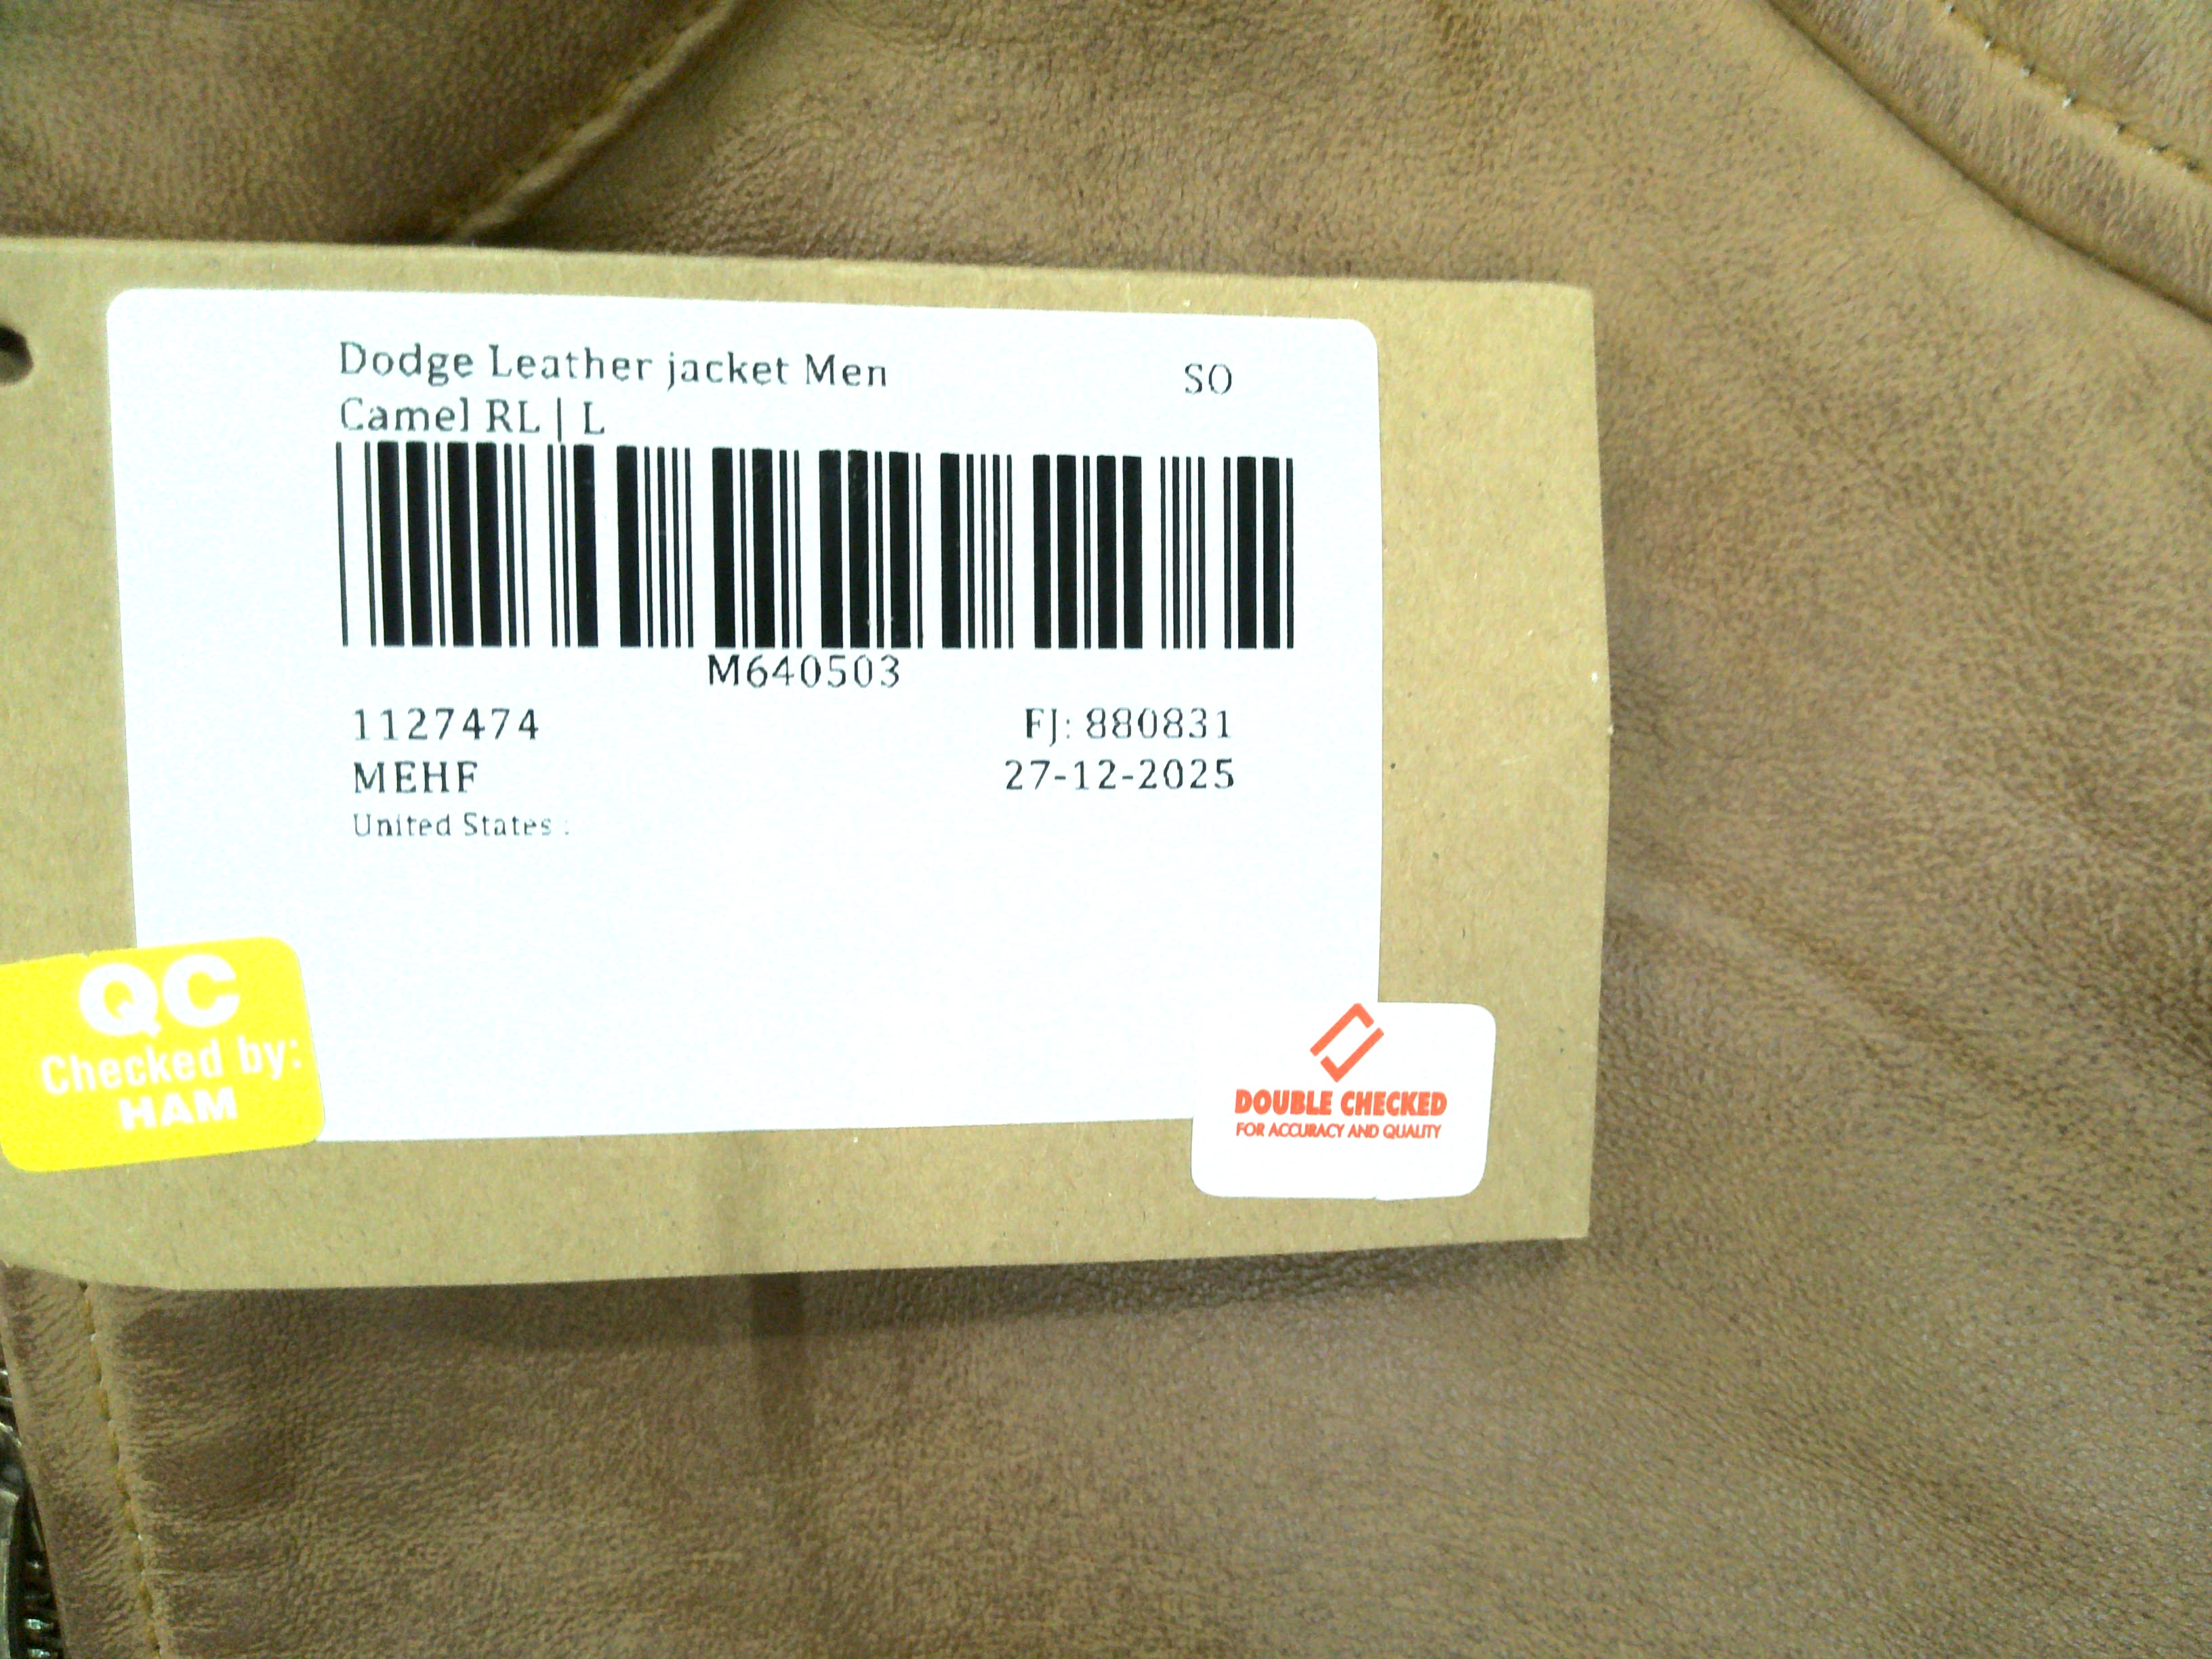 Dodge Leather jacket Men
SO
Camel RL | L
M640503
1127474
FJ: 880831
MEHF
27-12-2025
United States :
QC
Checked by:
HAM
DOUBLE CHECKED
FOR ACCURACY AND QUALITY